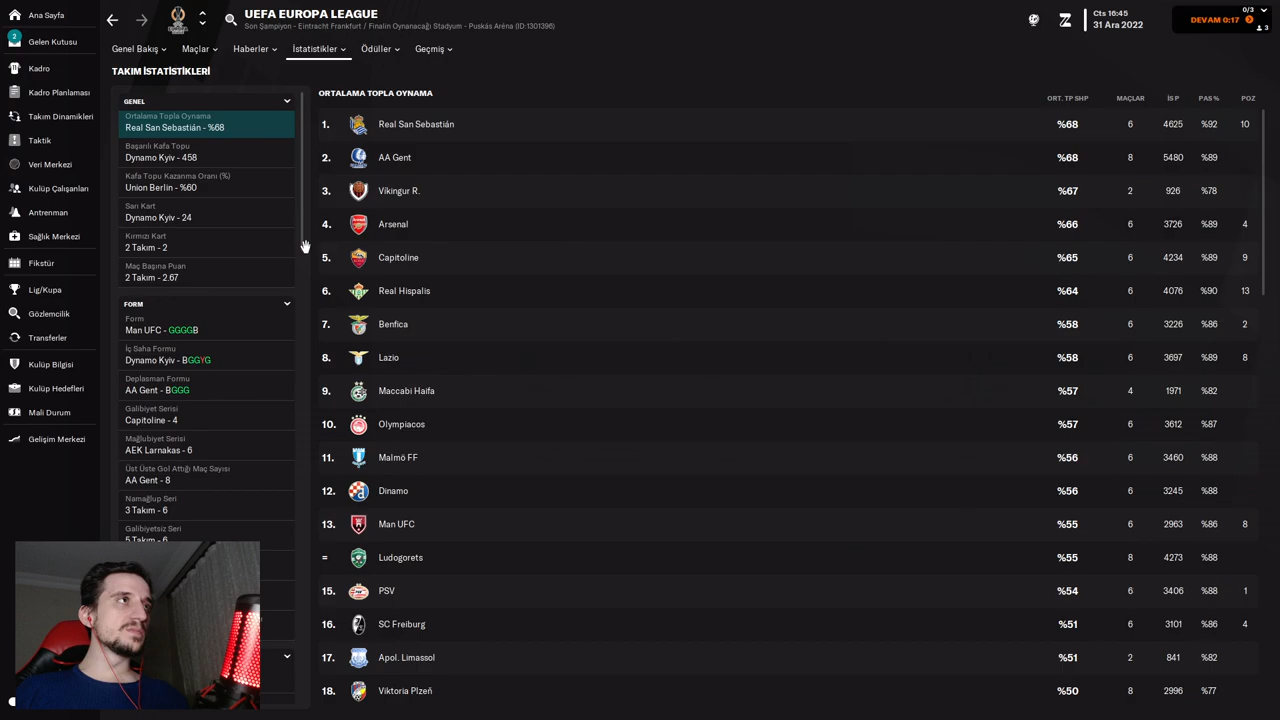 Ana Sayfa
2
Gelen Kutusu
Kadro
Kadro Planlaması
Takım Dinamikleri
Taktik
Veri Merkezi
Kulüp Çalışanları
Antrenman
Sağlık Merkezi
Fikstür
Lig/Kupa
Gözlemcilik
Transferler
Kulüp Bilgisi
Kulüp Hedefleri
Mali Durum
Gelişim Merkezi
UEFA EUROPA LEAGUE
Son Şampiyon - Eintracht Frankfurt / Finalin Oynanacağı Stadyum - Puskás Aréna (ID:1301396)
Cts 16:45
31 Ara 2022
DEVAM 0:17
0/3
3
Genel Bakış
Maçlar
Haberler
İstatistikler
Ödüller
Geçmiş
TAKIM İSTATİSTİKLERİ
GENEL
Ortalama Topla Oynama
Real San Sebastián - %68
Başarılı Kafa Topu
Dynamo Kyiv - 458
Kafa Topu Kazanma Oranı (%)
Union Berlin - %60
Sarı Kart
Dynamo Kyiv - 24
Kırmızı Kart
2 Takım - 2
Maç Başına Puan
2 Takım - 2.67
FORM
Form
Man UFC - GGGGB
İç Saha Formu
Dynamo Kyiv - BGGYG
Deplasman Formu
AA Gent - BGGG
Galibiyet Serisi
Capitoline - 4
Mağlubiyet Serisi
AEK Larnakas - 6
Üst Üste Gol Attığı Maç Sayısı
AA Gent - 8
Namağlup Seri
3 Takım - 6
Galibiyetsiz Seri
5 Takım - 6
ORTALAMA TOPLA OYNAMA
ORT. TP SHP MAÇLAR İS P PAS % POZ
1. Real San Sebastián %68 6 4625 %92 10
2. AA Gent %68 8 5480 %89
3. Víkingur R. %67 2 926 %78
4. Arsenal %66 6 3726 %89 4
5. Capitoline %65 6 4234 %89 9
6. Real Hispalis %64 6 4076 %90 13
7. Benfica %58 6 3226 %86 2
8. Lazio %58 6 3697 %89 8
9. Maccabi Haifa %57 4 1971 %82
10. Olympiacos %57 6 3612 %87
11. Malmö FF %56 6 3460 %88
12. Dinamo %56 6 3245 %88
13. Man UFC %55 6 2963 %86 8
= Ludogorets %55 8 4273 %88
15. PSV %54 6 3406 %88 1
16. SC Freiburg %51 6 3101 %86 4
17. Apol. Limassol %51 2 841 %82
18. Viktoria Plzeň %50 8 2996 %77